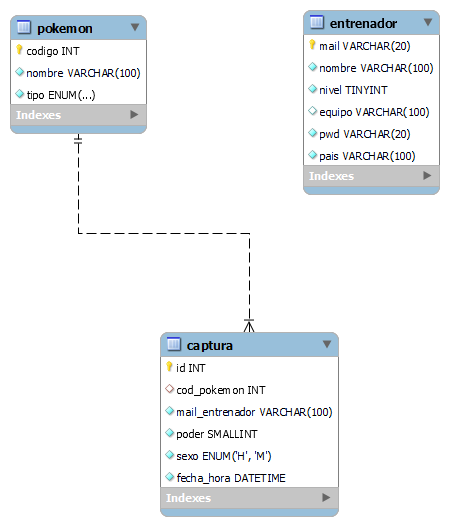 pokemon
codigo INT
nombre VARCHAR(100)
tipo ENUM(...)
Indexes
entrenador
mail VARCHAR(20)
nombre VARCHAR(100)
nivel TINYINT
equipo VARCHAR(100)
pwd VARCHAR(20)
pais VARCHAR(100)
Indexes
captura
id INT
cod_pokemon INT
mail_entrenador VARCHAR(100)
poder SMALLINT
sexo ENUM('H', 'M')
fecha_hora DATETIME
Indexes